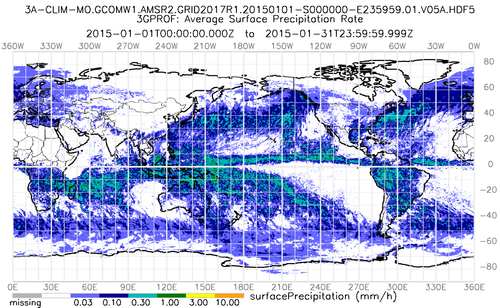 3A-CLIM-MO.GCOMW1.AMSR2.GRID2017R1.20150101-S000000-E235959.01.V05A.HDF5
3GPROF: Average Surface Precipitation Rate
2015-01-01T00:00:00.000Z to 2015-01-31T23:59:59.999Z
360W 330W 300W 270W 240W 210W 180W 150W 120W 90W 60W 30W 0W
80
60
40
20
0
-20
-40
-60
-80
0E 30E 60E 90E 120E 150E 180E 210E 240E 270E 300E 330E 360E
missing 0.03 0.10 0.30 1.00 3.00 10.00 surfacePrecipitation (mm/h)